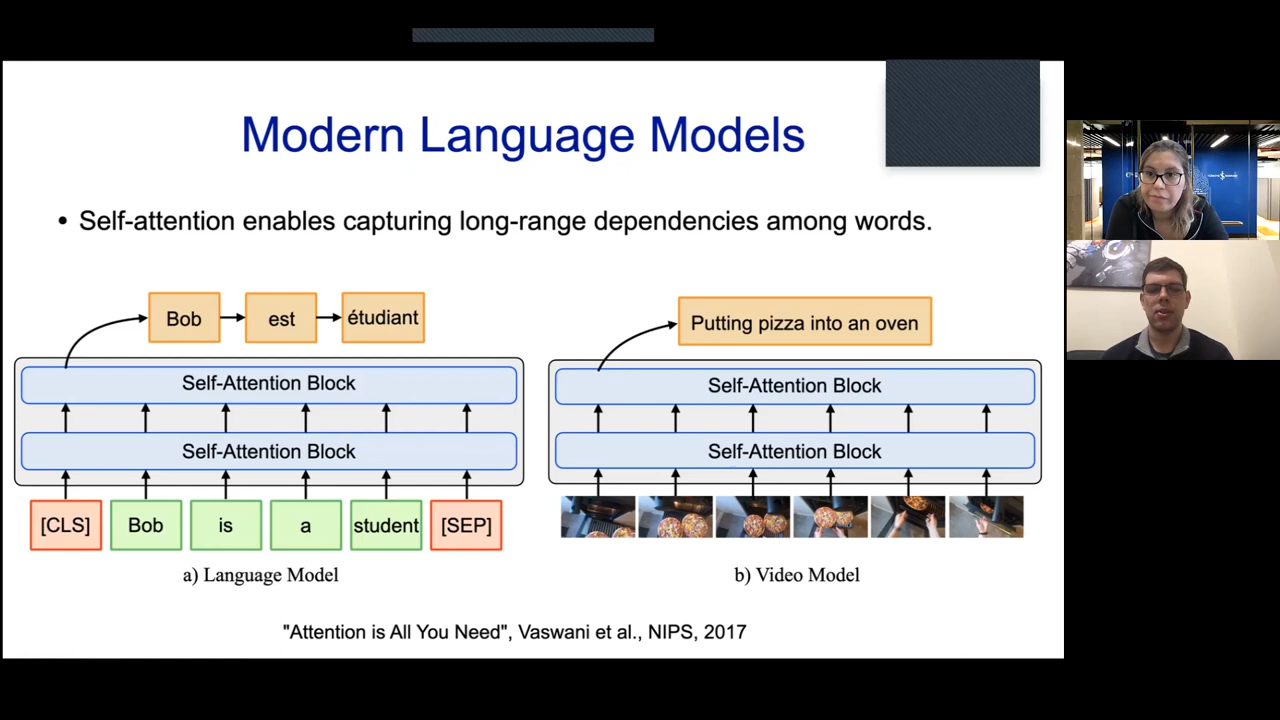 Modern Language Models
• Self-attention enables capturing long-range dependencies among words.
Bob
est
étudiant
Self-Attention Block
Self-Attention Block
[CLS]
Bob
is
a
student
[SEP]
a) Language Model
Putting pizza into an oven
Self-Attention Block
Self-Attention Block
b) Video Model
"Attention is All You Need", Vaswani et al., NIPS, 2017